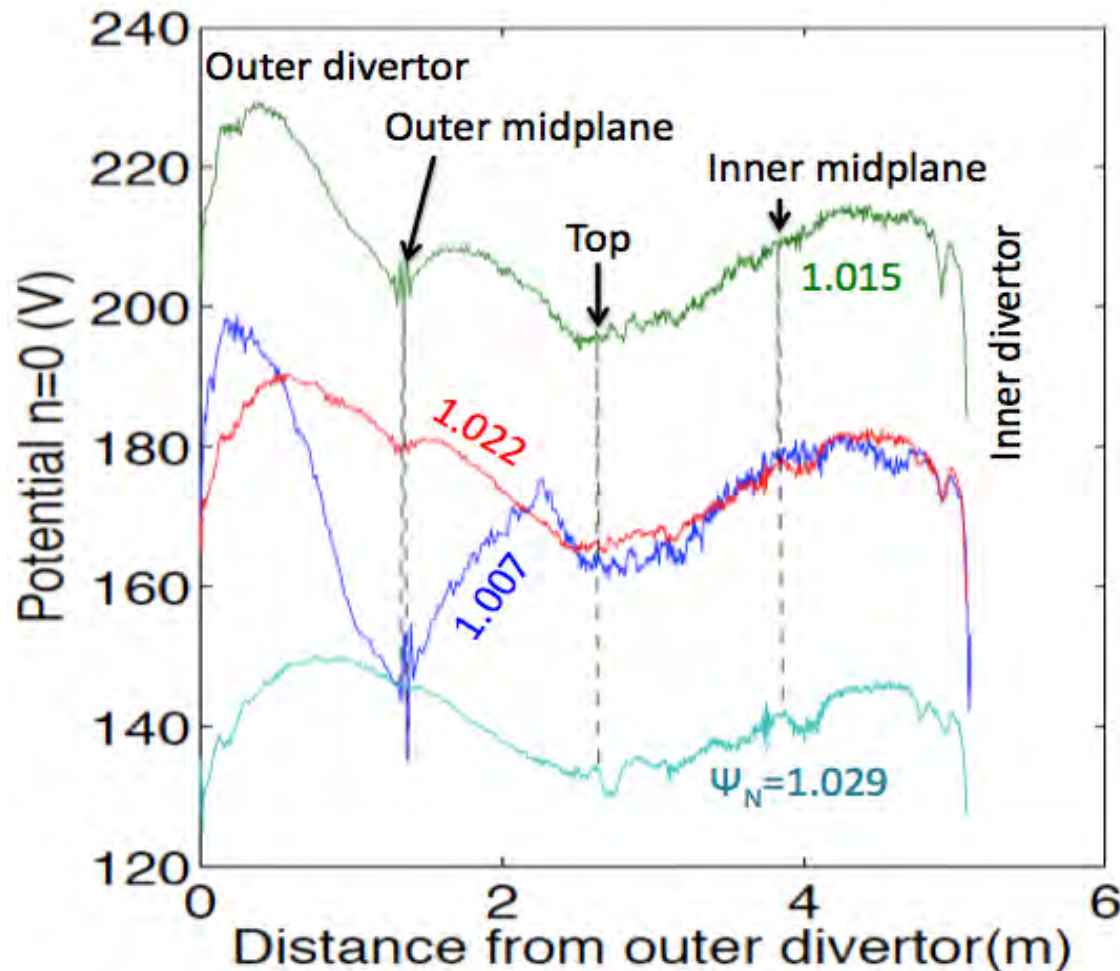 240
220
200
180
160
140
120
Potential n=0 (V)
Outer divertor
Outer midplane
Top
Inner midplane
1.015
1.022
1.007
Ψ_N=1.029
Inner divertor
0
2
4
6
Distance from outer divertor(m)